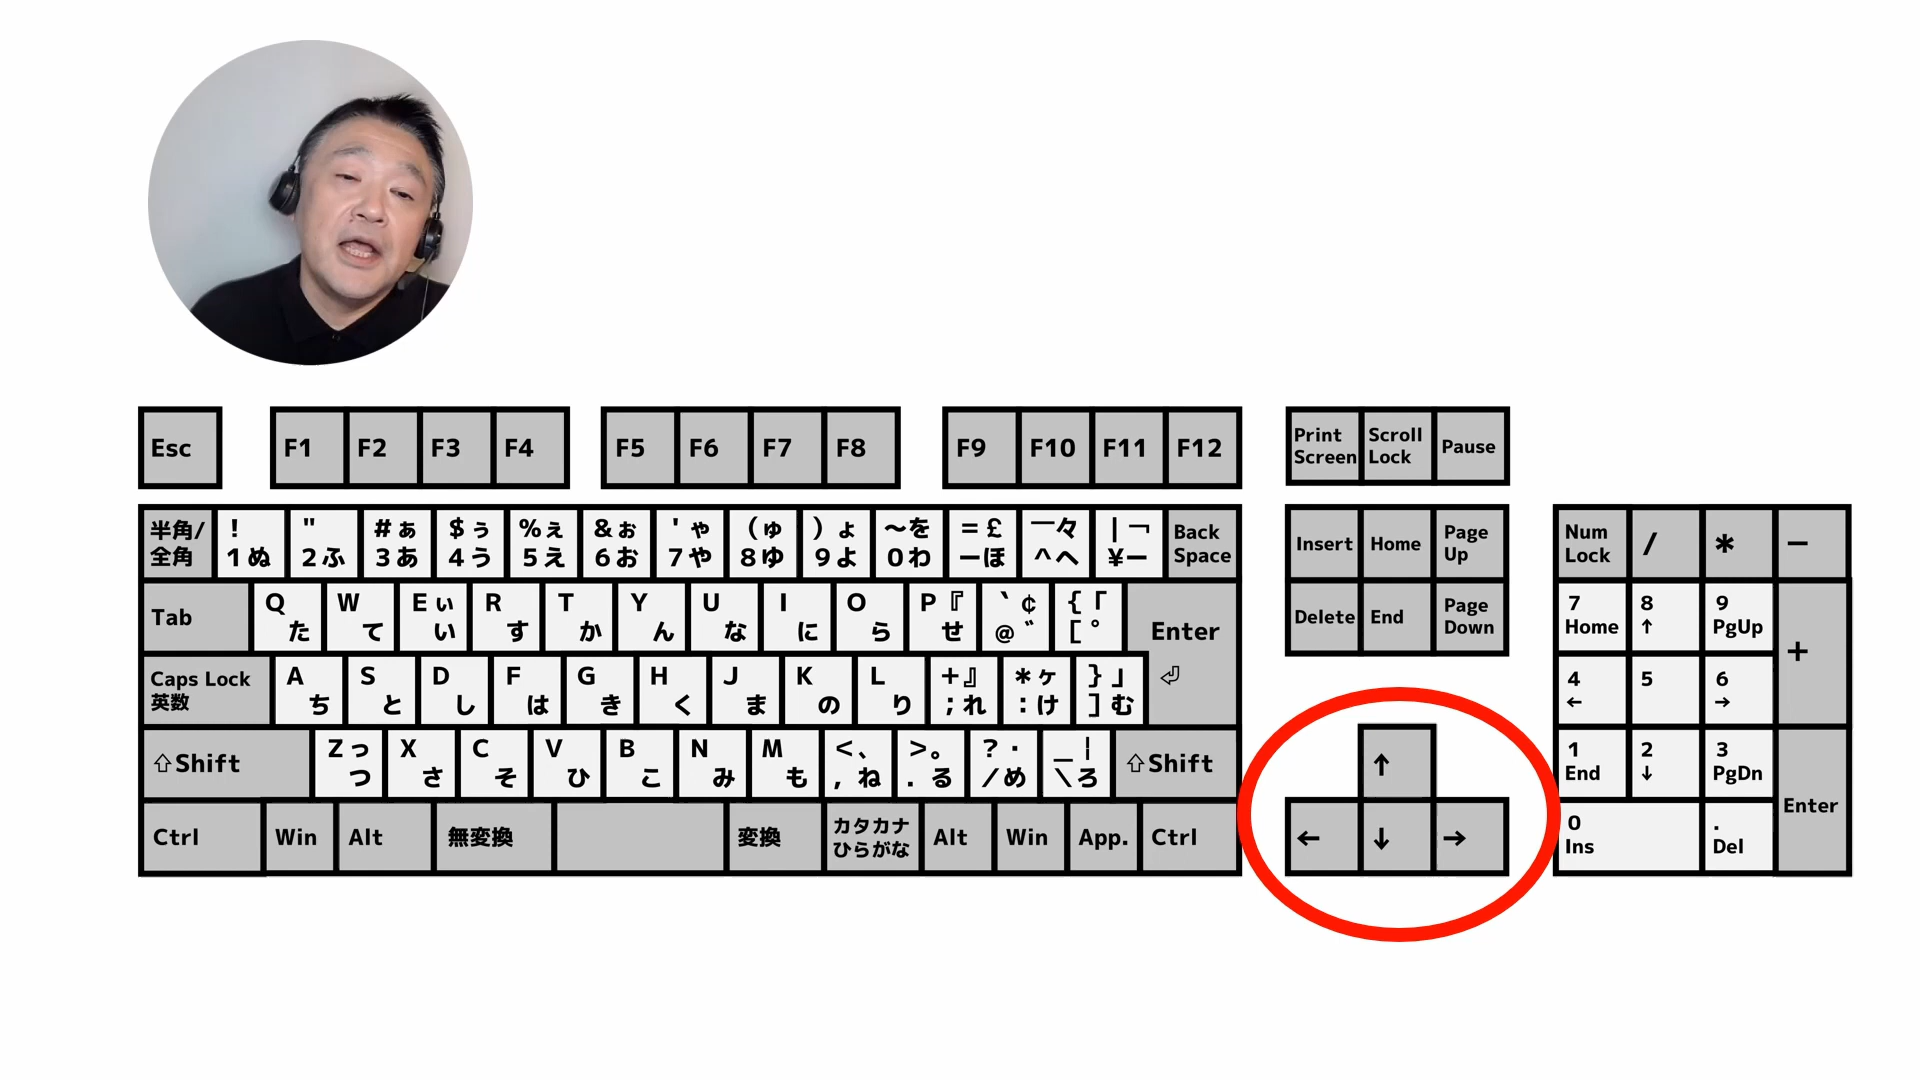 Esc F1 F2 F3 F4 F5 F6 F7 F8 F9 F10 F11 F12 Print Screen Scroll Lock Pause
半角/全角 ! 1 ぬ " 2 ふ # ぁ 3 あ $ ぅ 4 う % ぇ 5 え & ぉ 6 お ' ゃ 7 や ( ゅ 8 ゆ ) ょ 9 よ ～ を 0 わ = £ ー ほ ￣ 々 ^ へ | ¬ ¥ ー Back Space Insert Home Page Up Num Lock / * −
Tab Q た W て E ぃ い R す T か Y ん U な I に O ら P 『 せ ` ¢ @ ゛ { 「 [ ゜ Enter ⏎ Delete End Page Down 7 Home 8 ↑ 9 PgUp +
Caps Lock 英数 A ち S と D し F は G き H く J ま K の L り + 』 ; れ * ヶ : け } 」 ] む 4 ← 5 6 →
⇧Shift Z っ つ X さ C そ V ひ B こ N み M も < 、 , ね > 。 . る ? ・ / め _ ¦ \ ろ ⇧Shift ↑ 1 End 2 ↓ 3 PgDn Enter
Ctrl Win Alt 無変換 変換 カタカナ ひらがな Alt Win App. Ctrl ← ↓ → 0 Ins . Del